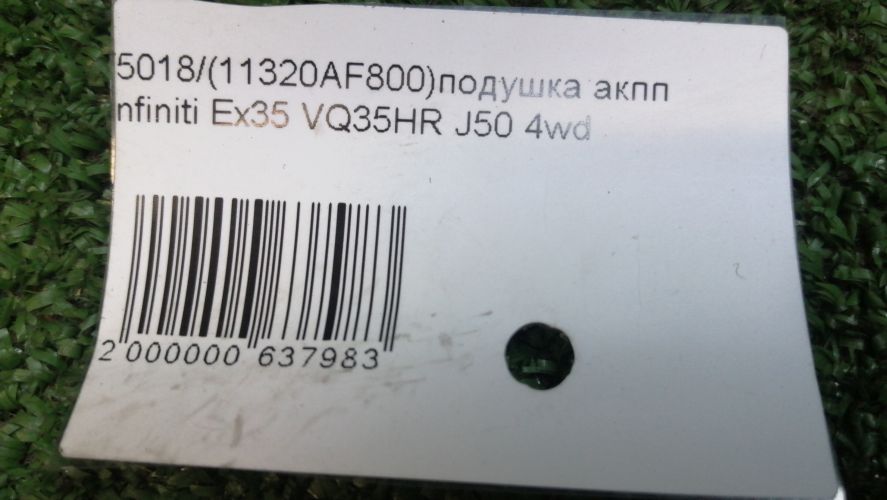 5018/(11320AF800)подушка акпп
nfiniti Ex35 VQ35HR J50 4wd
2 000000 637983